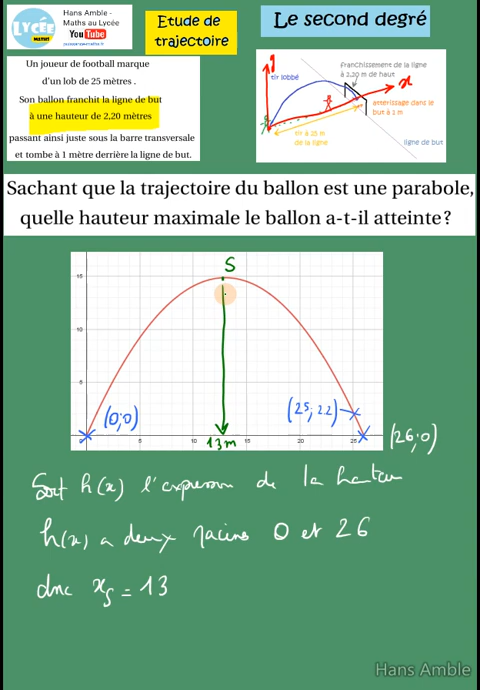 LYCÉE
MATHS
Hans Amble -
Maths au Lycée
YouTube
Etude de
trajectoire
Le second degré
Un joueur de football marque
d'un lob de 25 mètres .
Son ballon franchit la ligne de but
à une hauteur de 2,20 mètres
passant ainsi juste sous la barre transversale
et tombe à 1 mètre derrière la ligne de but.
tir lobbé
franchissement de la ligne
à 2,20 m de haut
x
attérissage dans le
but à 1 m
tir à 25 m
de la ligne
ligne de but
Sachant que la trajectoire du ballon est une parabole,
quelle hauteur maximale le ballon a-t-il atteinte ?
S
15
10
5
(0;0)
(25; 2.2)
0
5
10
13 m
20
25
(26;0)
Soit h(x) l'expression de la hauteur
h(x) a deux racines 0 et 26
donc xs = 13
Hans Amble